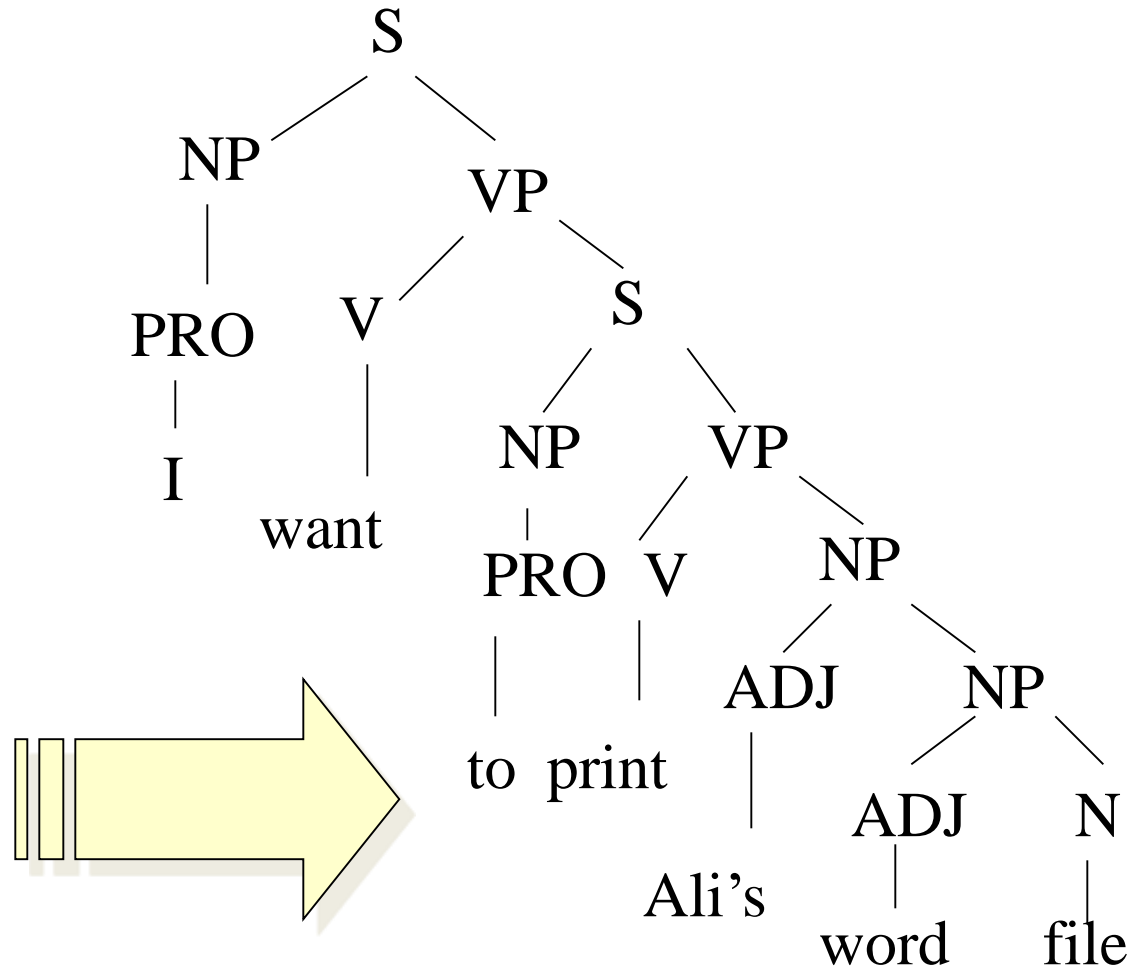 S
NP
VP
PRO
V
S
I
want
NP
VP
PRO V
NP
ADJ
NP
to print
ADJ
N
Ali’s
word
file